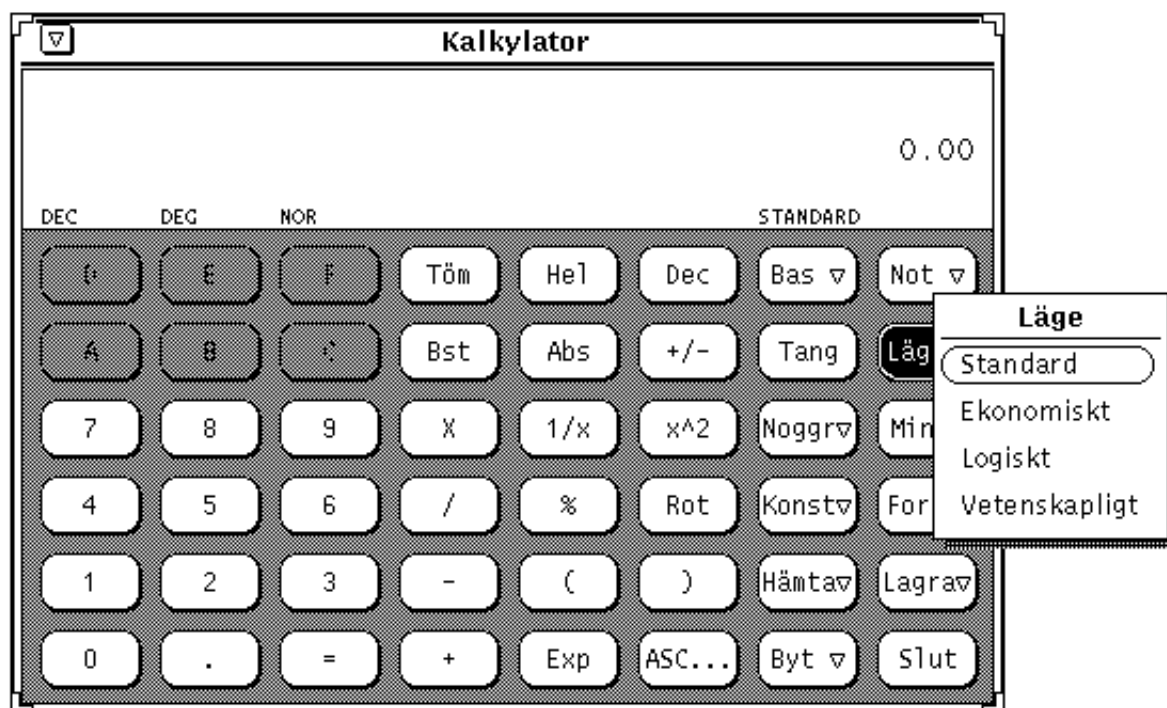 Kalkylator
0.00
DEC DEG NOR STANDARD
D E F Töm Hel Dec Bas Not
A B C Bst Abs +/- Tang Läg
7 8 9 X 1/x x^2 Noggr Min
4 5 6 / % Rot Konst For
1 2 3 - ( ) Hämta Lagra
0 . = + Exp ASC... Byt Slut
Läge
Standard
Ekonomiskt
Logiskt
Vetenskapligt